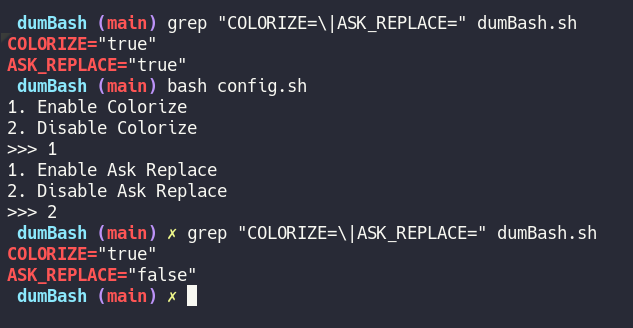 dumBash (main) grep "COLORIZE=\|ASK_REPLACE=" dumBash.sh
COLORIZE="true"
ASK_REPLACE="true"
dumBash (main) bash config.sh
1. Enable Colorize
2. Disable Colorize
>>> 1
1. Enable Ask Replace
2. Disable Ask Replace
>>> 2
dumBash (main) ✗ grep "COLORIZE=\|ASK_REPLACE=" dumBash.sh
COLORIZE="true"
ASK_REPLACE="false"
dumBash (main) ✗